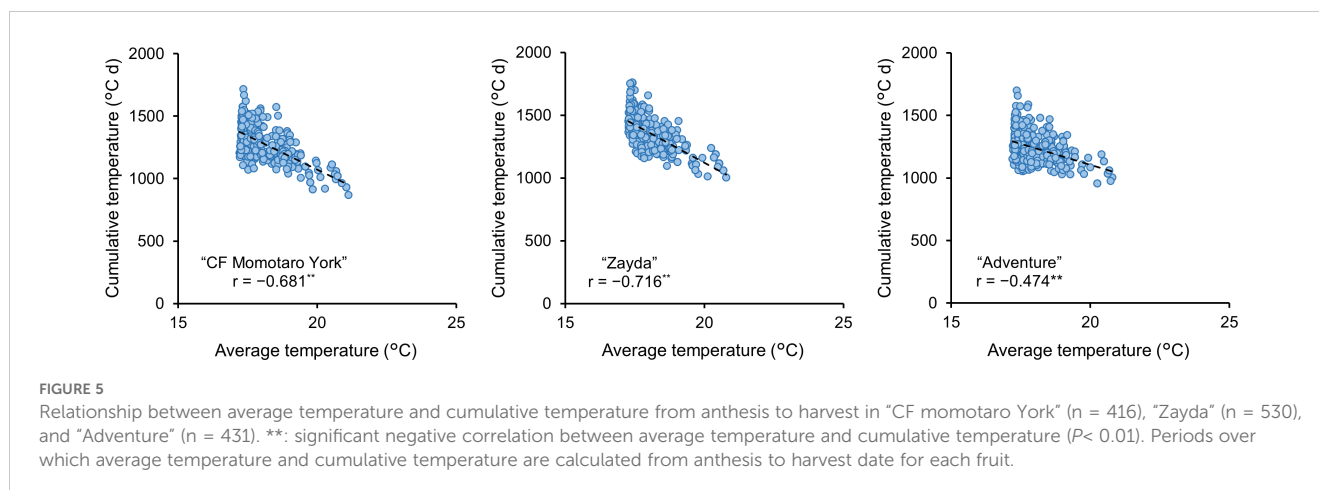 2000
1500
1000
500
0
Cumulative temperature (°C d)
"CF Momotaro York"
r = −0.681**
15 20 25
Average temperature (°C)
2000
1500
1000
500
0
Cumulative temperature (°C d)
"Zayda"
r = −0.716**
15 20 25
Average temperature (°C)
2000
1500
1000
500
0
Cumulative temperature (°C d)
"Adventure"
r = −0.474**
15 20 25
Average temperature (°C)
FIGURE 5
Relationship between average temperature and cumulative temperature from anthesis to harvest in "CF momotaro York" (n = 416), "Zayda" (n = 530),
and "Adventure" (n = 431). **: significant negative correlation between average temperature and cumulative temperature (P< 0.01). Periods over
which average temperature and cumulative temperature are calculated from anthesis to harvest date for each fruit.